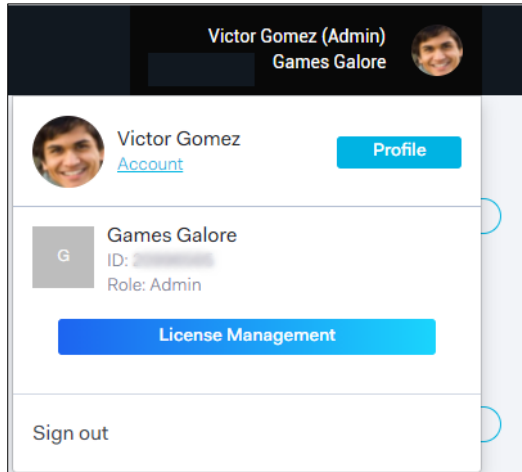 Victor Gomez (Admin)
Games Galore
Victor Gomez
Account
Profile
G
Games Galore
ID:
Role: Admin
License Management
Sign out